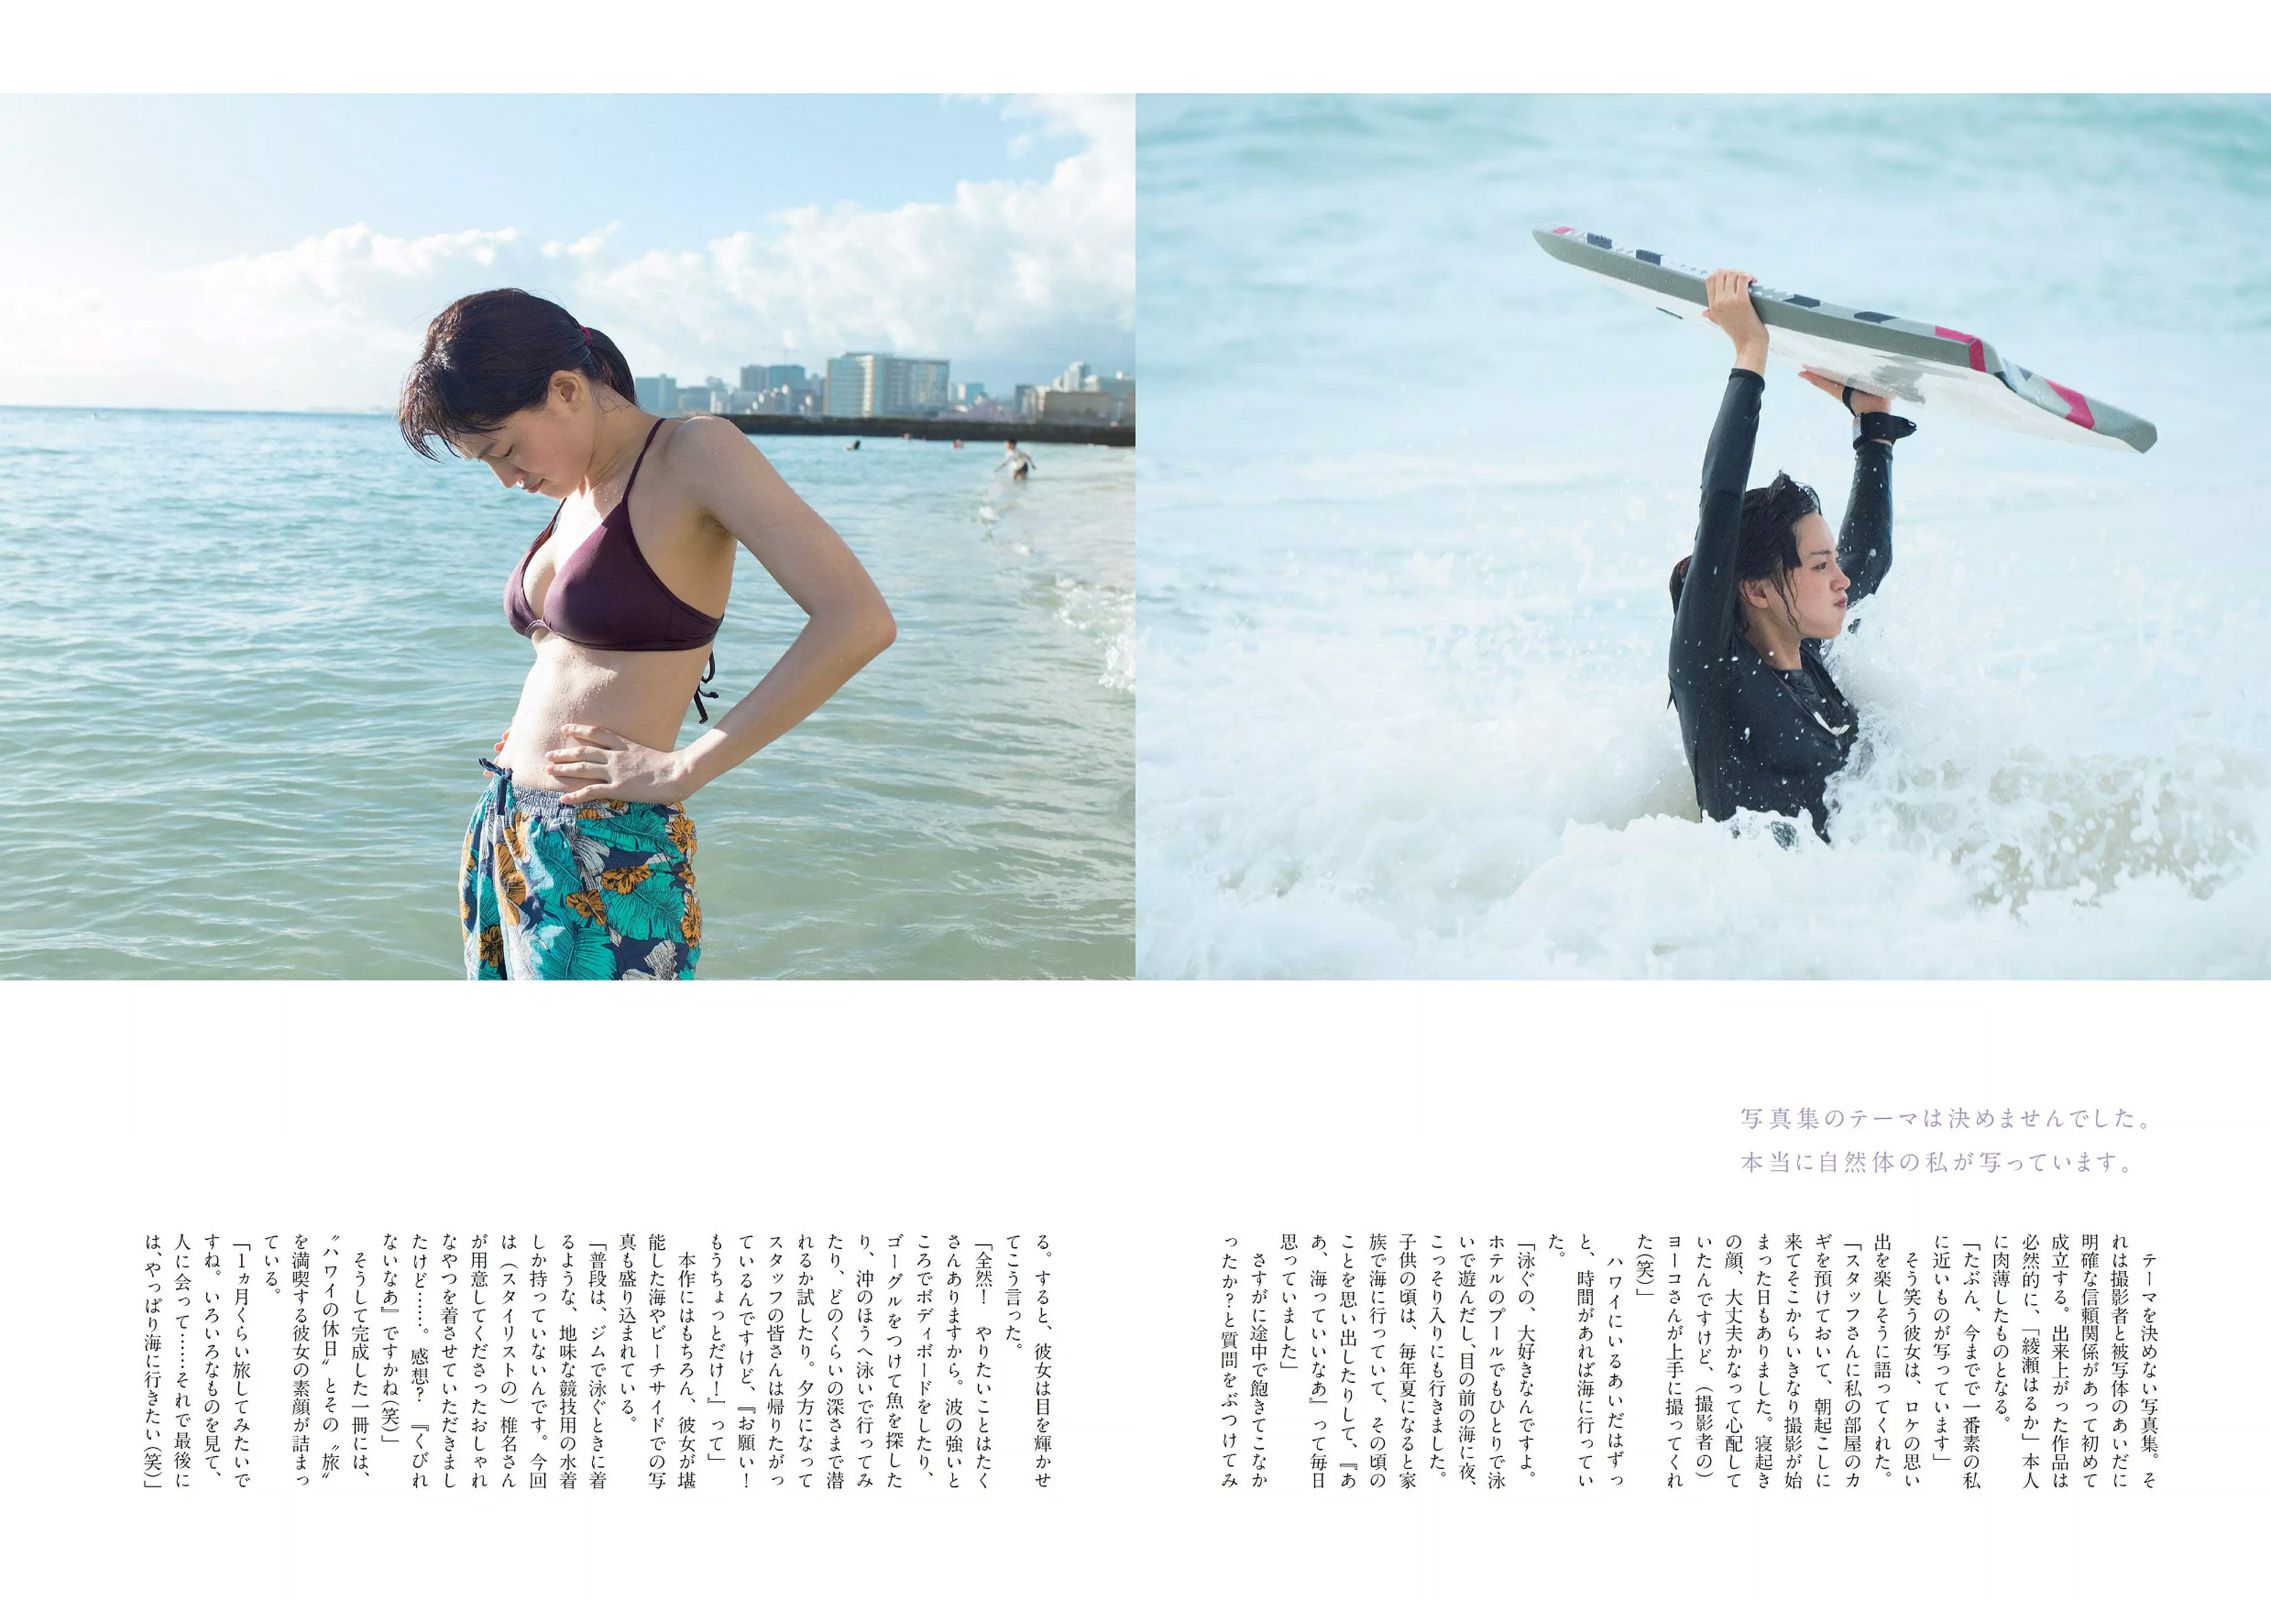 写真集のテーマは決めませんでした。
本当に自然体の私が写っています。
テーマを決めない写真集。そ
れは撮影者と被写体のあいだに
明確な信頼関係があって初めて
成立する。出来上がった作品は
必然的に、「綾瀬はるか」本人
に肉薄したものとなる。
「たぶん、今までで一番素の私
に近いものが写っています」
そう笑う彼女は、ロケの思い
出を楽しそうに語ってくれた。
「スタッフさんに私の部屋のカ
ギを預けておいて、朝起こしに
来てそこからいきなり撮影が始
まった日もありました。寝起き
の顔、大丈夫かなって心配して
いたんですけど、（撮影者の）
ヨーコさんが上手に撮ってくれ
た（笑）」
ハワイにいるあいだはずっ
と、時間があれば海に行ってい
た。
「泳ぐの、大好きなんですよ。
ホテルのプールでもひとりで泳
いで遊んだし、目の前の海に夜、
こっそり入りにも行きました。
子供の頃は、毎年夏になると家
族で海に行っていて、その頃の
ことを思い出したりして、『あ
あ、海っていいなあ』って毎日
思っていました」
さすがに途中で飽きてこなか
ったか？と質問をぶつけてみ
る。すると、彼女は目を輝かせ
てこう言った。
「全然！　やりたいことはたく
さんありますから。波の強いと
ころでボディボードをしたり、
ゴーグルをつけて魚を探した
り、沖のほうへ泳いで行ってみ
たり、どのくらいの深さまで潜
れるか試したり。夕方になって
スタッフの皆さんは帰りたがっ
ているんですけど、『お願い！
もうちょっとだけ！』って」
本作にはもちろん、彼女が堪
能した海やビーチサイドでの写
真も盛り込まれている。
「普段は、ジムで泳ぐときに着
るような、地味な競技用の水着
しか持っていないんです。今回
は（スタイリストの）椎名さん
が用意してくださったおしゃれ
なやつを着させていただきまし
たけど……。感想？　『くびれ
ないなあ』ですかね（笑）」
そうして完成した一冊には、
〝ハワイの休日〟とその〝旅〟
を満喫する彼女の素顔が詰まっ
ている。
「１ヵ月くらい旅してみたいで
すね。いろいろなものを見て、
人に会って……それで最後に
は、やっぱり海に行きたい（笑）」